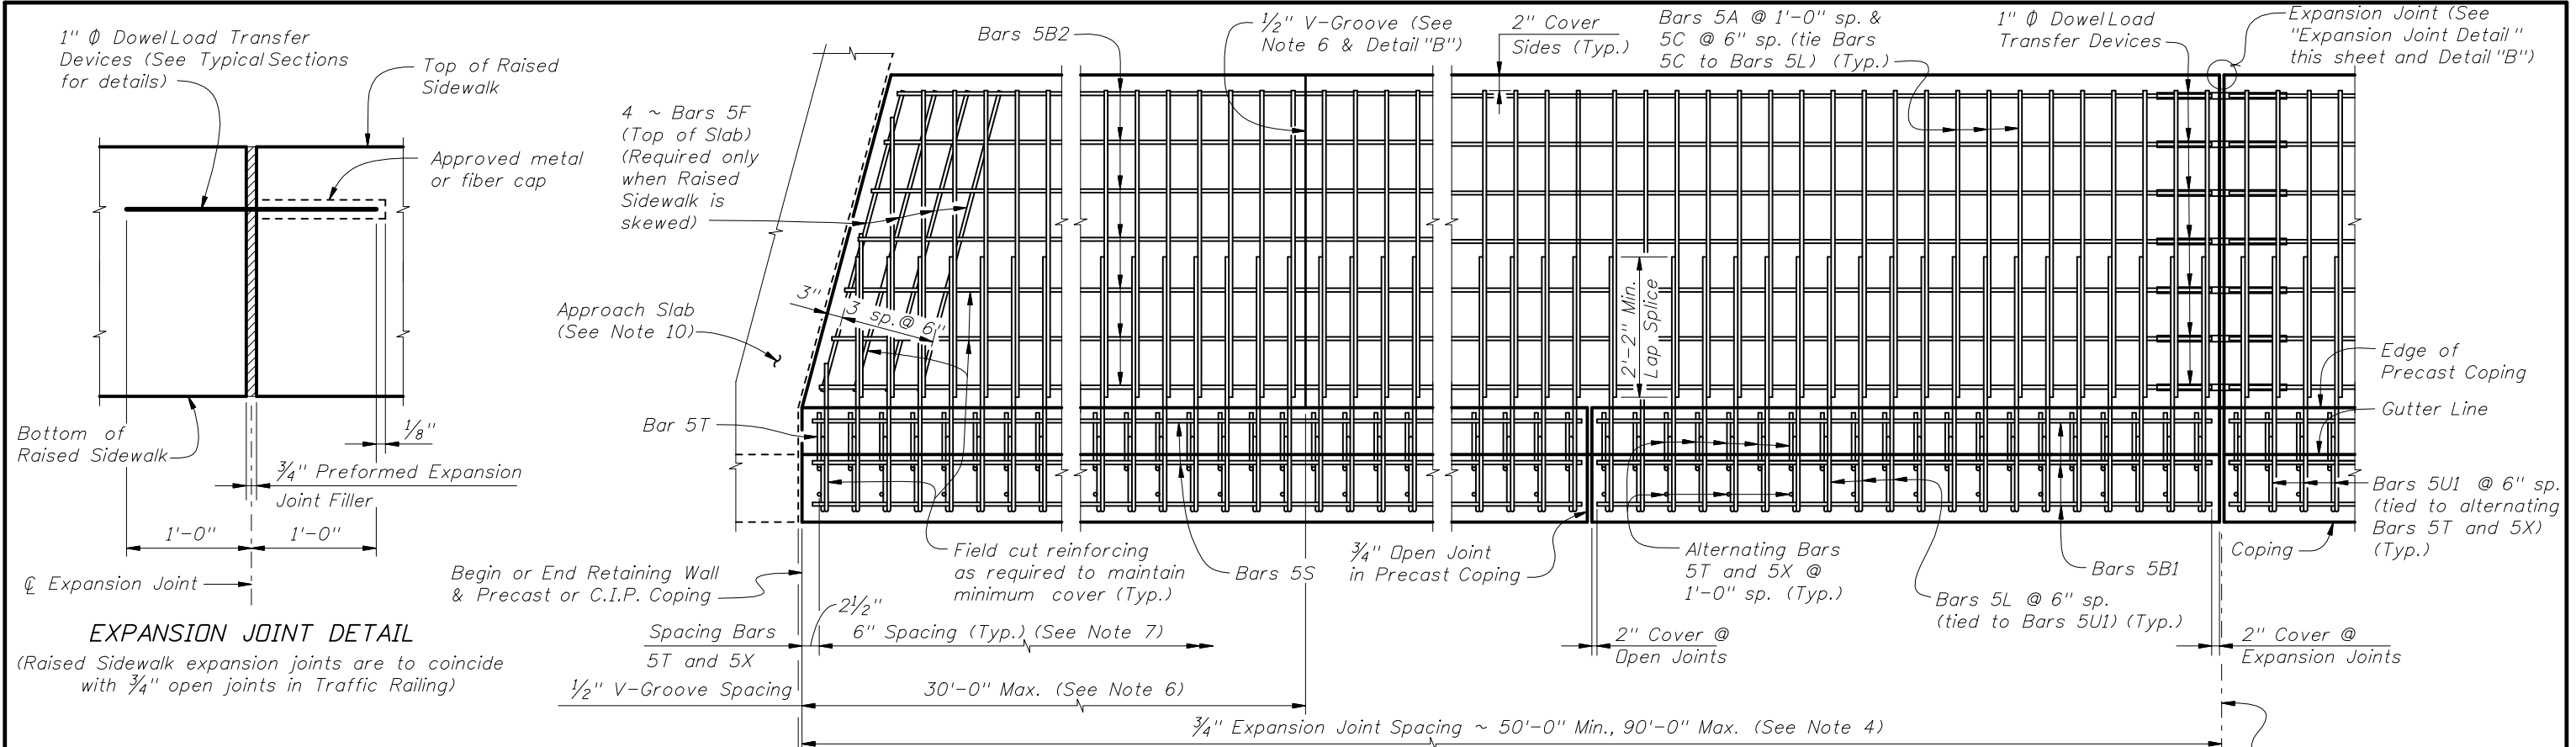 1" ϕ Dowel Load Transfer
Devices (See Typical Sections
for details)
Top of Raised
Sidewalk
Approved metal
or fiber cap
Bottom of
Raised Sidewalk
1/8"
3/4" Preformed Expansion
Joint Filler
1'-0"
1'-0"
℄ Expansion Joint
EXPANSION JOINT DETAIL
(Raised Sidewalk expansion joints are to coincide
with 3/4" open joints in Traffic Railing)
Bars 5B2
1/2" V-Groove (See
Note 6 & Detail "B")
2" Cover
Sides (Typ.)
Bars 5A @ 1'-0" sp. &
5C @ 6" sp. (tie Bars
5C to Bars 5L) (Typ.)
1" ϕ Dowel Load
Transfer Devices
Expansion Joint (See
"Expansion Joint Detail"
this sheet and Detail "B")
4 ~ Bars 5F
(Top of Slab)
(Required only
when Raised
Sidewalk is
skewed)
3"
3 sp. @ 6"
Approach Slab
(See Note 10)
2'-2" Min.
Lap Splice
Edge of
Precast Coping
Gutter Line
Bar 5T
Bars 5U1 @ 6" sp.
(tied to alternating
Bars 5T and 5X)
(Typ.)
Begin or End Retaining Wall
& Precast or C.I.P. Coping
Field cut reinforcing
as required to maintain
minimum cover (Typ.)
Bars 5S
3/4" Open Joint
in Precast Coping
Alternating Bars
5T and 5X @
1'-0" sp. (Typ.)
Bars 5L @ 6" sp.
(tied to Bars 5U1) (Typ.)
Bars 5B1
Coping
2 1/2"
Spacing Bars
5T and 5X
6" Spacing (Typ.) (See Note 7)
2" Cover @
Open Joints
2" Cover @
Expansion Joints
1/2" V-Groove Spacing
30'-0" Max. (See Note 6)
3/4" Expansion Joint Spacing ~ 50'-0" Min., 90'-0" Max. (See Note 4)